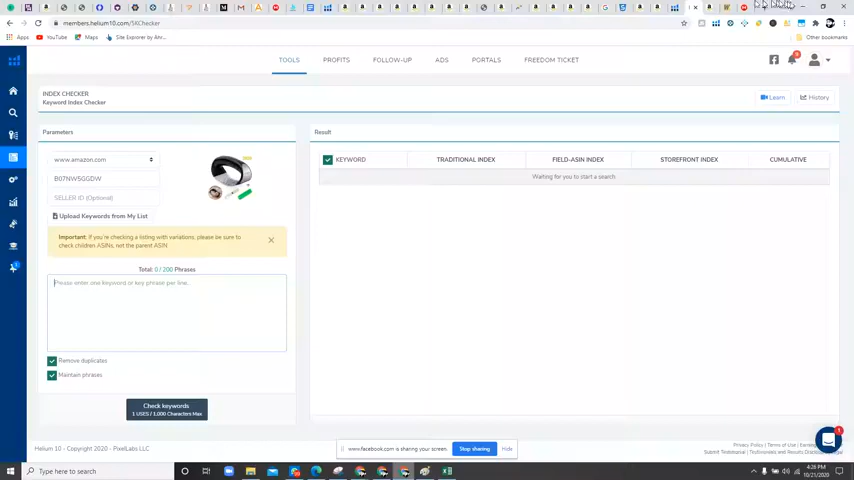 members.helium10.com/5KChecker
Apps
YouTube
Maps
Site Explorer by Ahr...
Other bookmarks
TOOLS
PROFITS
FOLLOW-UP
ADS
PORTALS
FREEDOM TICKET
INDEX CHECKER
Keyword Index Checker
Learn
History
Parameters
Result
www.amazon.com
B07NW5GGDW
SELLER ID (Optional)
Upload Keywords from My List
Important: If you're checking a listing with variations, please be sure to
check children ASINs, not the parent ASIN
Total: 0 / 200 Phrases
Please enter one keyword or key phrase per line.
Remove duplicates
Maintain phrases
Check keywords
1 USES / 1,000 Characters Max
KEYWORD
TRADITIONAL INDEX
FIELD-ASIN INDEX
STOREFRONT INDEX
CUMULATIVE
Waiting for you to start a search
Helium 10 - Copyright 2020 - PixelLabs LLC
www.facebook.com is sharing your screen.
Stop sharing
Hide
Privacy Policy | Terms of Use |
Submit Testimonial | Testimonials and Results
Type here to search
4:26 PM
10/21/2020